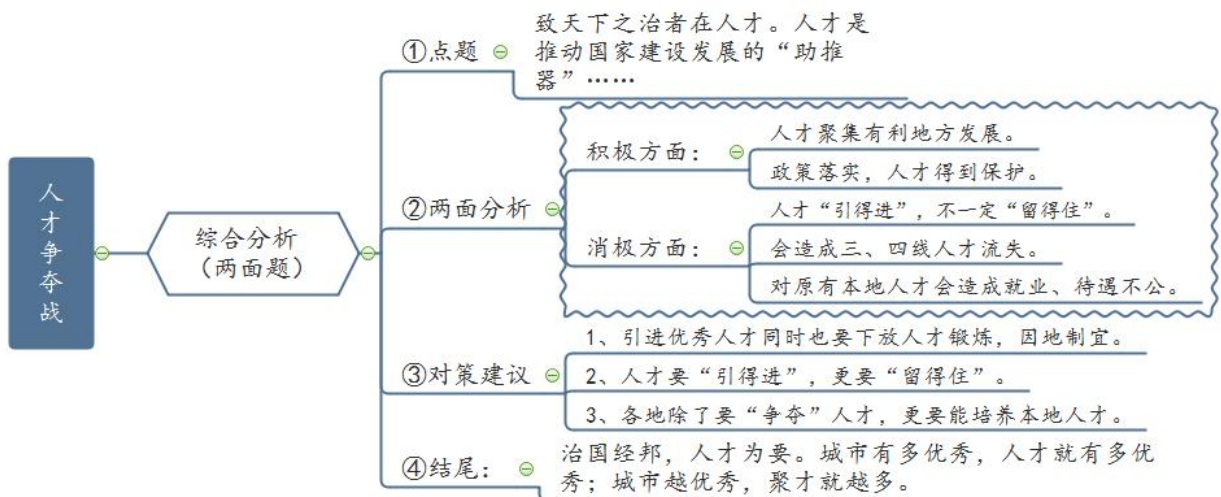 人才争夺战
综合分析
（两面题）
①点题
致天下之治者在人才。人才是
推动国家建设发展的“助推
器”……
②两面分析
积极方面：
人才聚集有利地方发展。
政策落实，人才得到保护。
消极方面：
人才“引得进”，不一定“留得住”。
会造成三、四线人才流失。
对原有本地人才会造成就业、待遇不公。
③对策建议
1、引进优秀人才同时也要下放人才锻炼，因地制宜。
2、人才要“引得进”，更要“留得住”。
3、各地除了要“争夺”人才，更要能培养本地人才。
④结尾：
治国经邦，人才为要。城市有多优秀，人才就有多优
秀；城市越优秀，聚才就越多。